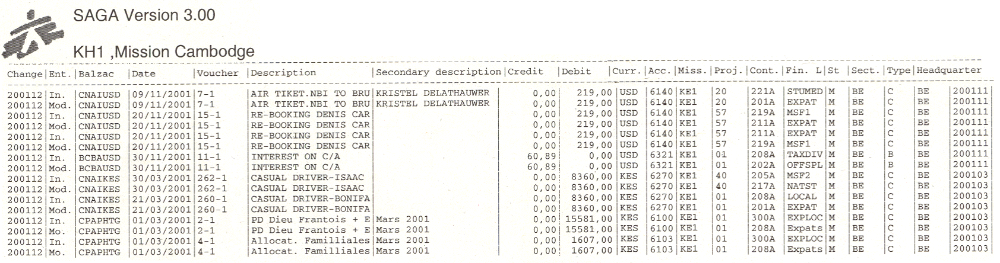 SAGA Version 3.00
KH1 ,Mission Cambodge
Change|Ent.|Balzac |Date |Voucher |Description |Secondary description|Credit |Debit |Curr.|Acc.|Miss.|Proj.|Cont.|Fin. L|St |Sect.|Type|Headquarter
200112|In. |CNAIUSD |09/11/2001|7-1 |AIR TIKET.NBI TO BRU|KRISTEL DELATHAUWER | 0,00| 219,00|USD |6140|KE1 |20 |221A |STUMED|M |BE |C |BE |200111|
200112|Mod.|CNAIUSD |09/11/2001|7-1 |AIR TIKET.NBI TO BRU|KRISTEL DELATHAUWER | 0,00| 219,00|USD |6140|KE1 |20 |201A |EXPAT |M |BE |C |BE |200111|
200112|In. |CNAIUSD |20/11/2001|15-1 |RE-BOOKING DENIS CAR| | 0,00| 219,00|USD |6140|KE1 |57 |219A |MSF1 |M |BE |C |BE |200111|
200112|Mod.|CNAIUSD |20/11/2001|15-1 |RE-BOOKING DENIS CAR| | 0,00| 219,00|USD |6140|KE1 |57 |211A |EXPAT |M |BE |C |BE |200111|
200112|In. |CNAIUSD |20/11/2001|15-1 |RE-BOOKING DENIS CAR| | 0,00| 219,00|USD |6140|KE1 |57 |211A |EXPAT |M |BE |C |BE |200111|
200112|Mod.|CNAIUSD |20/11/2001|15-1 |RE-BOOKING DENIS CAR| | 0,00| 219,00|USD |6140|KE1 |57 |219A |MSF1 |M |BE |C |BE |200111|
200112|In. |BCBAUSD |30/11/2001|11-1 |INTEREST ON C/A | | 60,89| 0,00|USD |6321|KE1 |01 |208A |TAXDIV|M |BE |B |BE |200111|
200112|Mod.|BCBAUSD |30/11/2001|11-1 |INTEREST ON C/A | | 60,89| 0,00|USD |6321|KE1 |01 |202A |OFFSPL|M |BE |B |BE |200111|
200112|In. |CNAIKES |30/03/2001|262-1 |CASUAL DRIVER-ISAAC | | 0,00| 8360,00|KES |6270|KE1 |40 |205A |MSF2 |M |BE |C |BE |200103|
200112|Mod.|CNAIKES |30/03/2001|262-1 |CASUAL DRIVER-ISAAC | | 0,00| 8360,00|KES |6270|KE1 |40 |217A |NATST |M |BE |C |BE |200103|
200112|In. |CNAIKES |21/03/2001|260-1 |CASUAL DRIVER-BONIFA| | 0,00| 8360,00|KES |6270|KE1 |01 |208A |LOCAL |M |BE |C |BE |200103|
200112|Mod.|CNAIKES |21/03/2001|260-1 |CASUAL DRIVER-BONIFA| | 0,00| 8360,00|KES |6270|KE1 |01 |201A |EXPAT |M |BE |C |BE |200103|
200112|In. |CPAPHTG |01/03/2001|2-1 |PD Dieu Frantois + E|Mars 2001 | 0,00|15581,00|KES |6100|KE1 |01 |300A |EXPLOC|M |BE |C |BE |200103|
200112|Mo. |CPAPHTG |01/03/2001|2-1 |PD Dieu Frantois + E|Mars 2001 | 0,00|15581,00|KES |6100|KE1 |01 |208A |Expats|M |BE |C |BE |200103|
200112|In. |CPAPHTG |01/03/2001|4-1 |Allocat. Familliales|Mars 2001 | 0,00| 1607,00|KES |6103|KE1 |01 |300A |EXPLOC|M |BE |C |BE |200103|
200112|Mo. |CPAPHTG |01/03/2001|4-1 |Allocat. Familliales|Mars 2001 | 0,00| 1607,00|KES |6103|KE1 |01 |208A |Expats|M |BE |C |BE |200103|